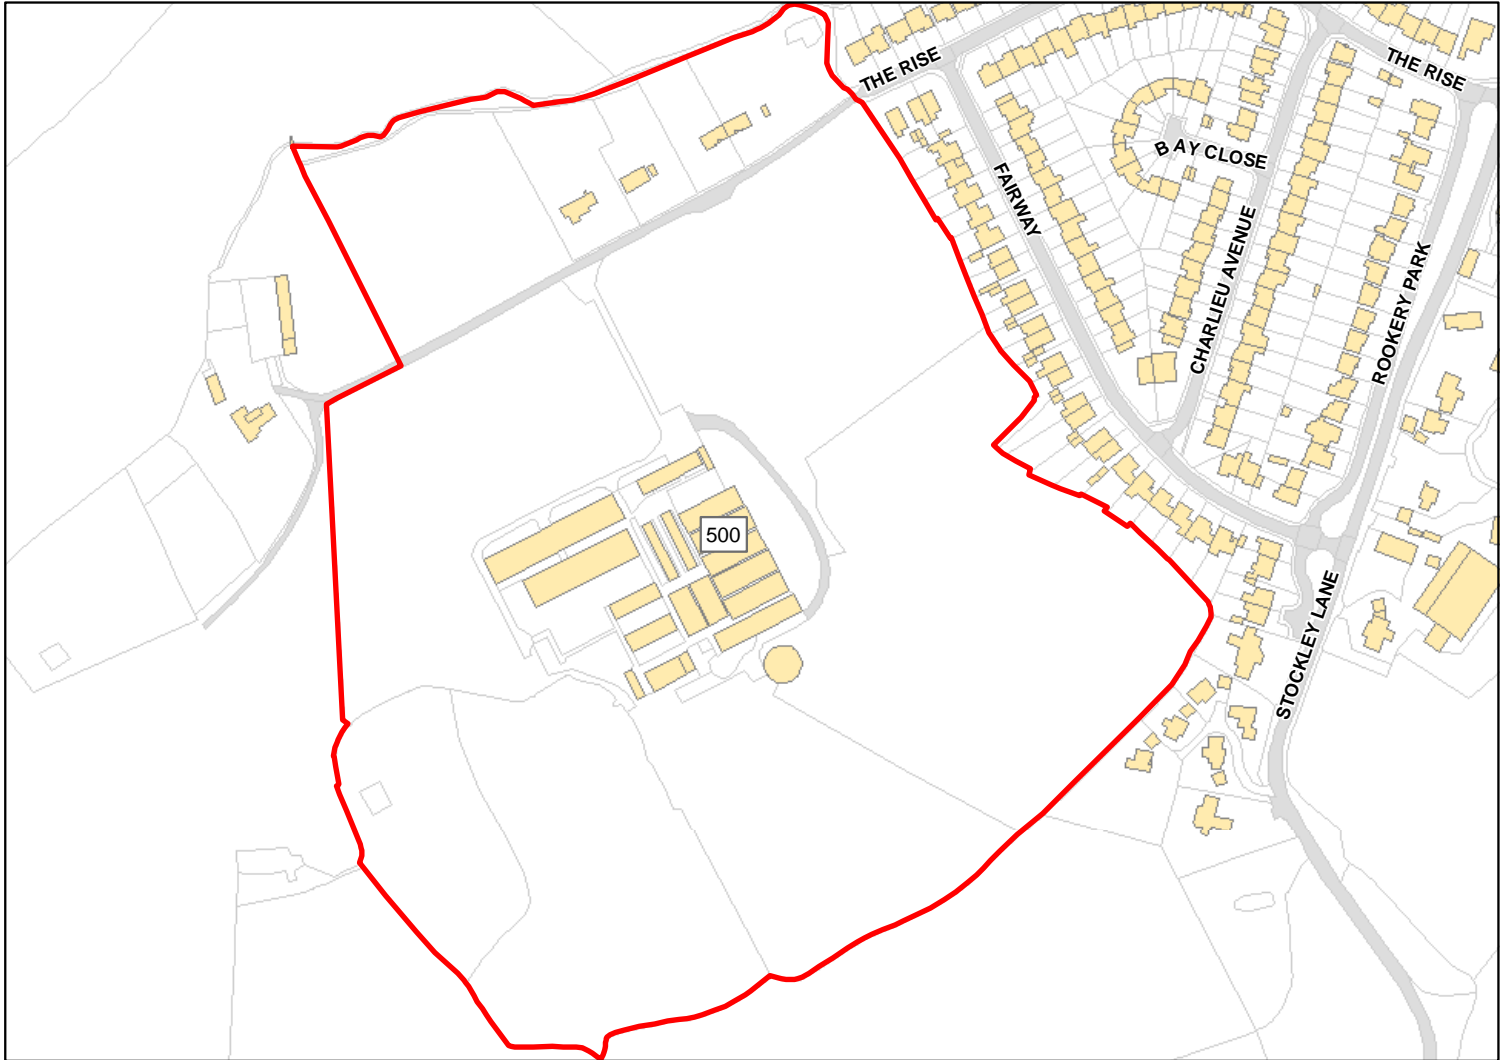 THE RISE
THE RISE
BAY CLOSE
FAIRWAY
CHARLIEU AVENUE
ROOKERY PARK
500
STOCKLEY LANE